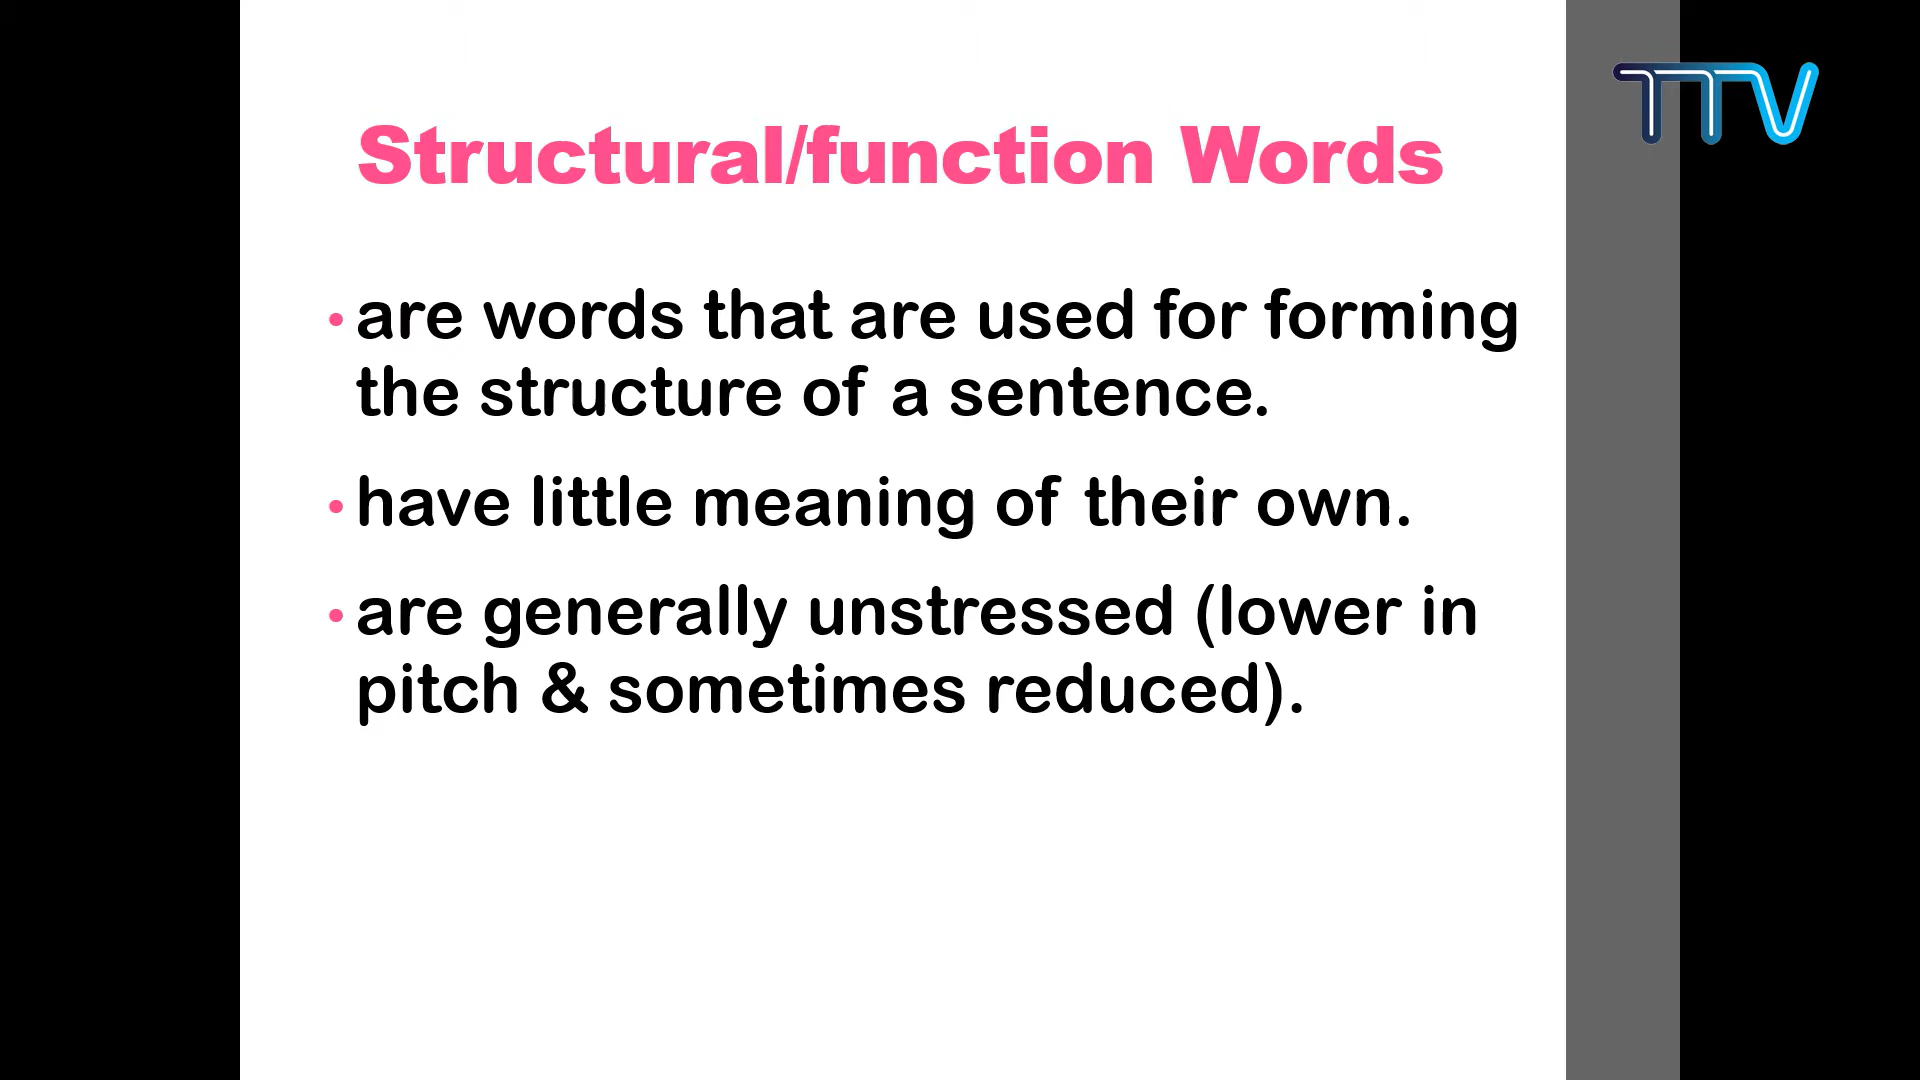 TTV
Structural/function Words
• are words that are used for forming
the structure of a sentence.
• have little meaning of their own.
• are generally unstressed (lower in
pitch & sometimes reduced).